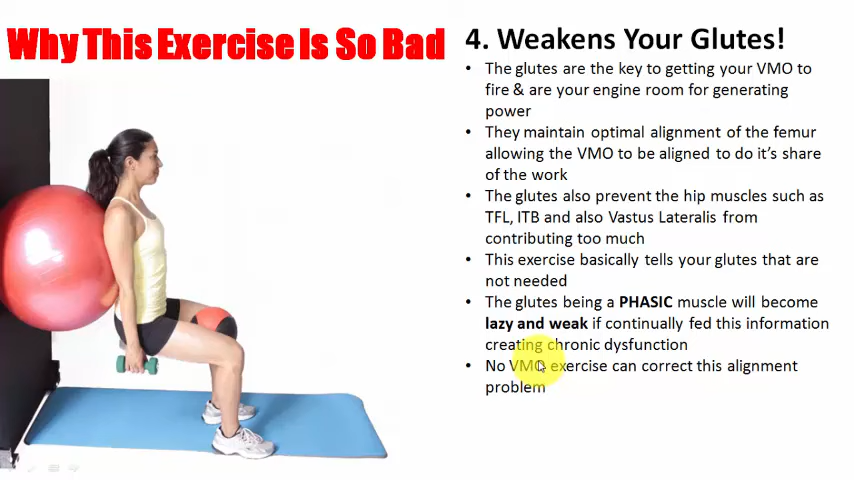 Why This Exercise Is So Bad
4. Weakens Your Glutes!
• The glutes are the key to getting your VMO to
fire & are your engine room for generating
power
• They maintain optimal alignment of the femur
allowing the VMO to be aligned to do it's share
of the work
• The glutes also prevent the hip muscles such as
TFL, ITB and also Vastus Lateralis from
contributing too much
• This exercise basically tells your glutes that are
not needed
• The glutes being a PHASIC muscle will become
lazy and weak if continually fed this information
creating chronic dysfunction
• No VMO exercise can correct this alignment
problem